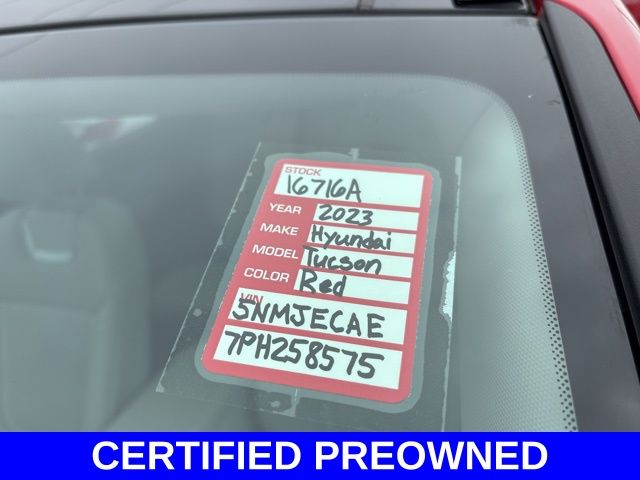 STOCK
16716A
YEAR 2023
MAKE Hyundai
MODEL Tucson
COLOR Red
VIN
5NMJECAE
7PH258575
CERTIFIED PREOWNED